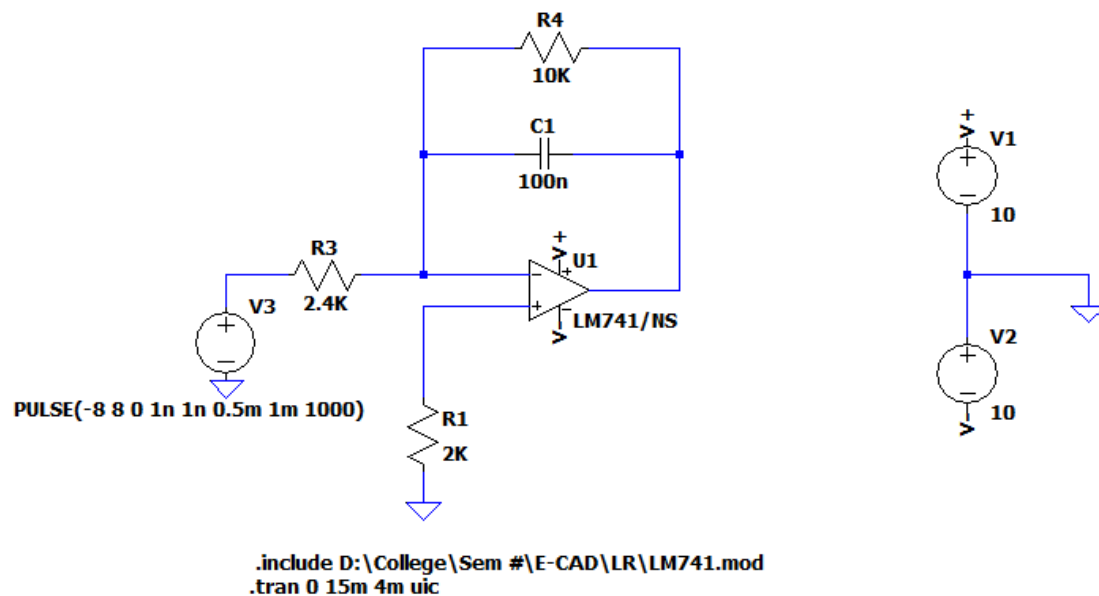 R4
10K
C1
100n
V+
V1
10
R3
2.4K
V+
U1
LM741/NS
V-
V3
PULSE(-8 8 0 1n 1n 0.5m 1m 1000)
R1
2K
V2
10
V-
.include D:\College\Sem #\E-CAD\LR\LM741.mod
.tran 0 15m 4m uic